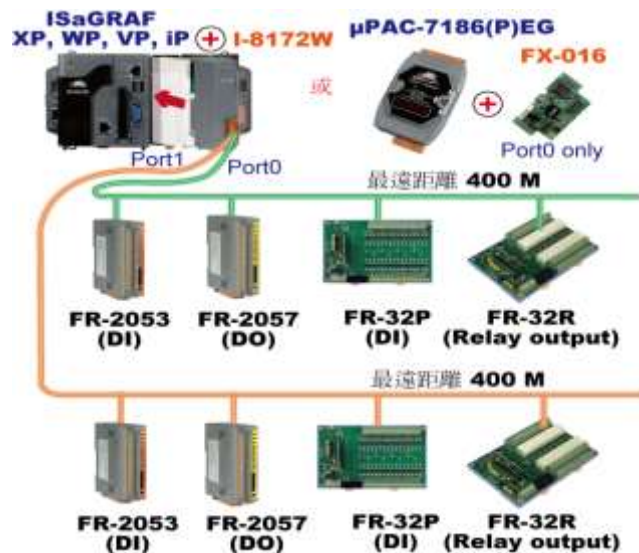 ISaGRAF
XP, WP, VP, iP + I-8172W
或
μPAC-7186(P)EG
+
FX-016
Port1
Port0
Port0 only
最遠距離 400 M
FR-2053
(DI)
FR-2057
(DO)
FR-32P
(DI)
FR-32R
(Relay output)
最遠距離 400 M
FR-2053
(DI)
FR-2057
(DO)
FR-32P
(DI)
FR-32R
(Relay output)